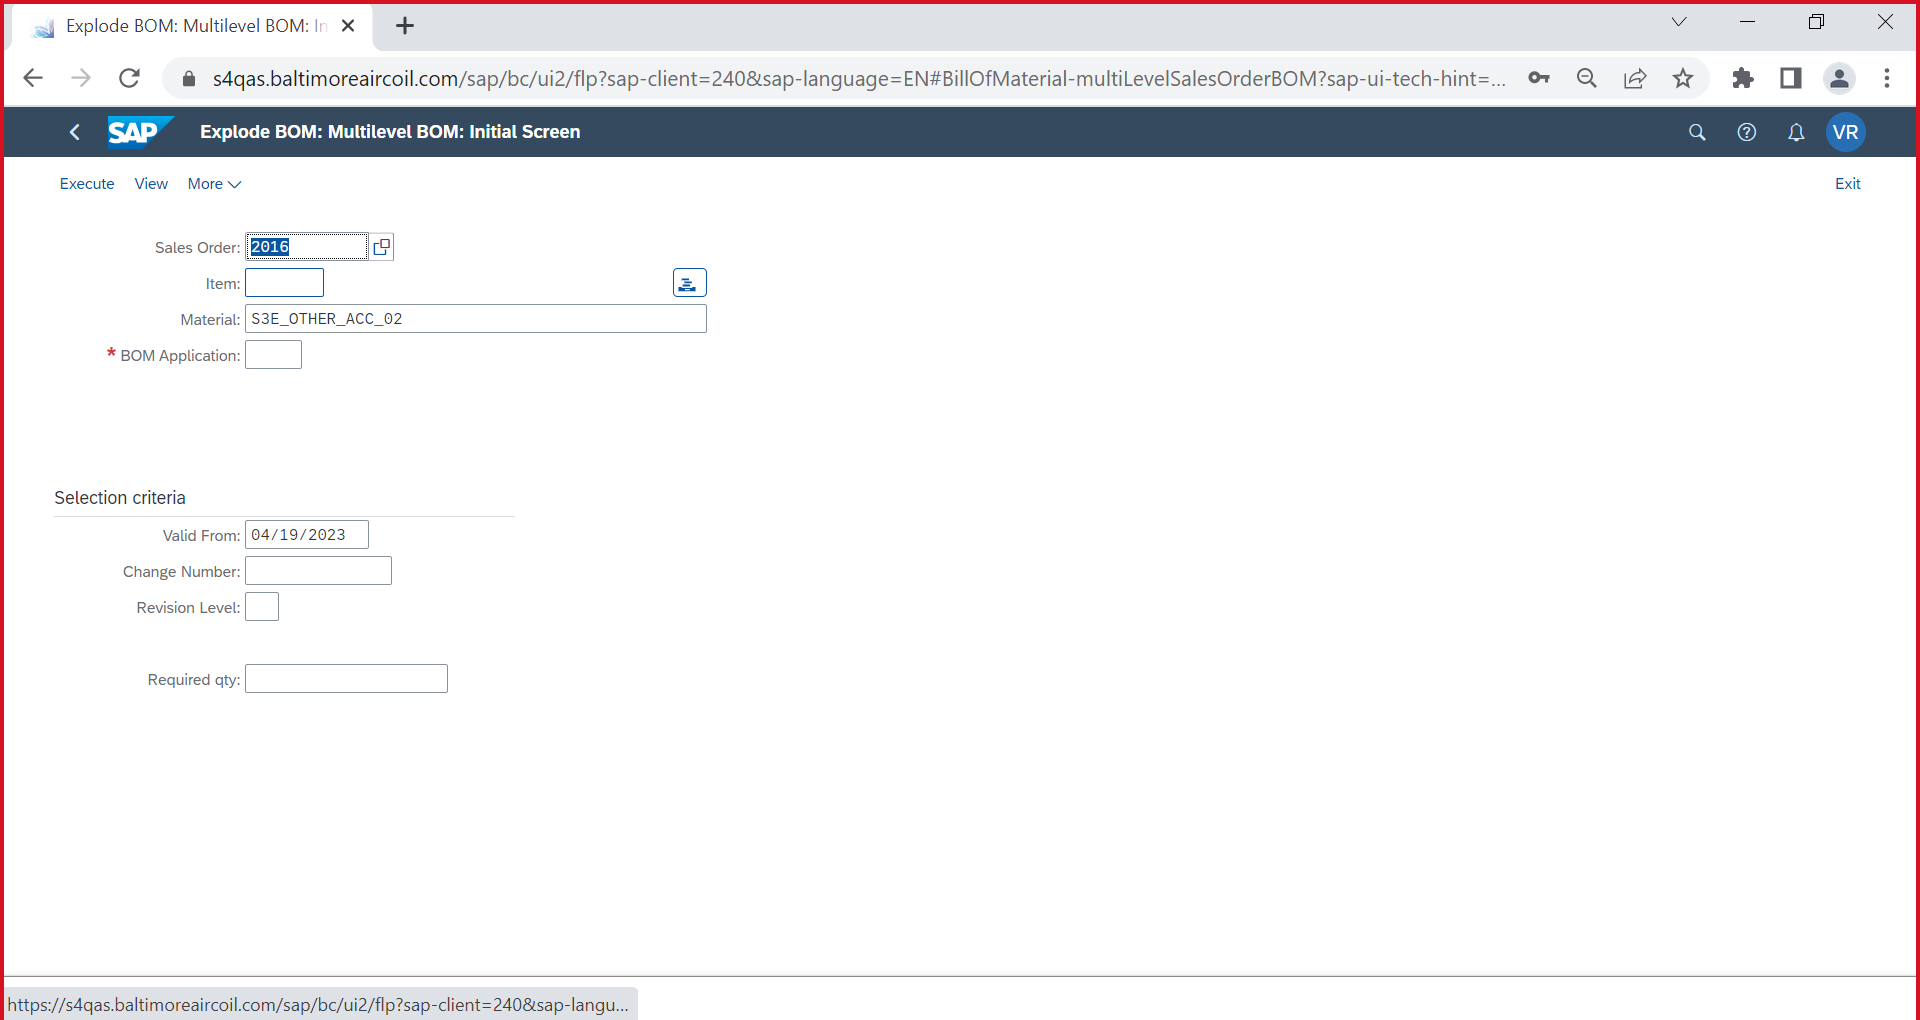 Explode BOM: Multilevel BOM: In
s4qas.baltimoreaircoil.com/sap/bc/ui2/flp?sap-client=240&sap-language=EN#BillOfMaterial-multiLevelSalesOrderBOM?sap-ui-tech-hint=...
SAP Explode BOM: Multilevel BOM: Initial Screen VR
Execute View More Exit
Sales Order: 2016
Item:
Material: S3E_OTHER_ACC_02
* BOM Application:
Selection criteria
Valid From: 04/19/2023
Change Number:
Revision Level:
Required qty:
https://s4qas.baltimoreaircoil.com/sap/bc/ui2/flp?sap-client=240&sap-langu...